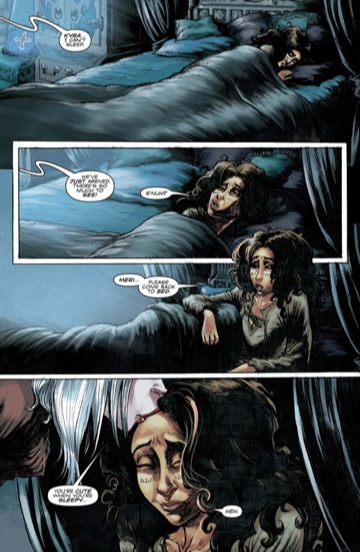 KYRA,
I CAN'T
SLEEP.
WE'VE
JUST ARRIVED.
THERE'S SO
MUCH TO
SEE!
S'NUH?
MERI...
PLEASE
COME BACK
TO BED.
YOU'RE CUTE
WHEN YOU'RE
SLEEPY...
HEH.